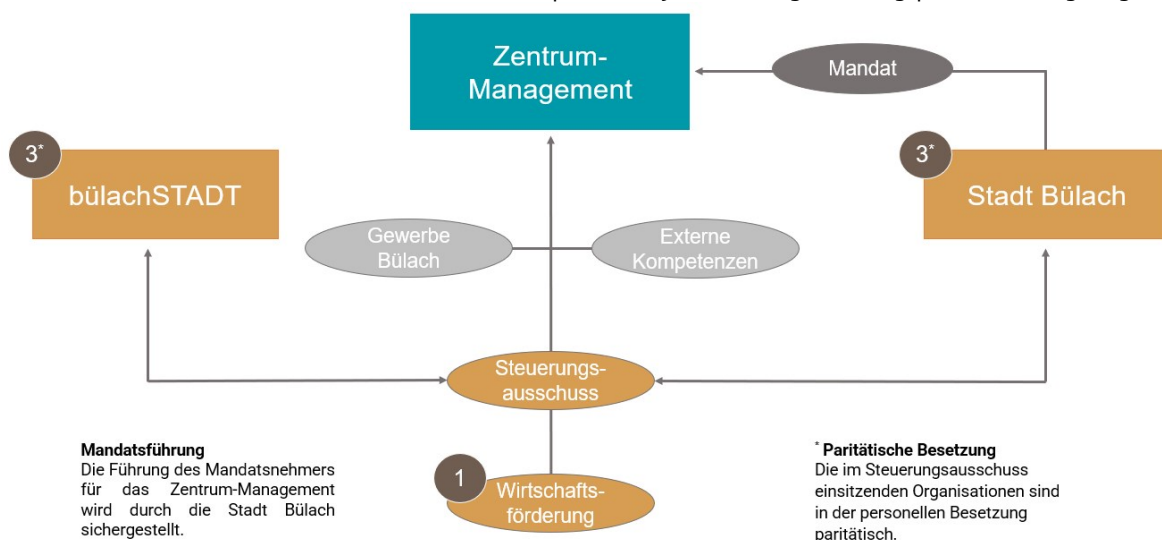 Zentrum-
Management
Mandat
3*
bülachSTADT
3*
Stadt Bülach
Gewerbe
Bülach
Externe
Kompetenzen
Steuerungs-
ausschuss
Mandatsführung
Die Führung des Mandatsnehmers
für das Zentrum-Management
wird durch die Stadt Bülach
sichergestellt.
1
Wirtschafts-
förderung
* Paritätische Besetzung
Die im Steuerungsausschuss
einsitzenden Organisationen sind
in der personellen Besetzung
paritätisch.